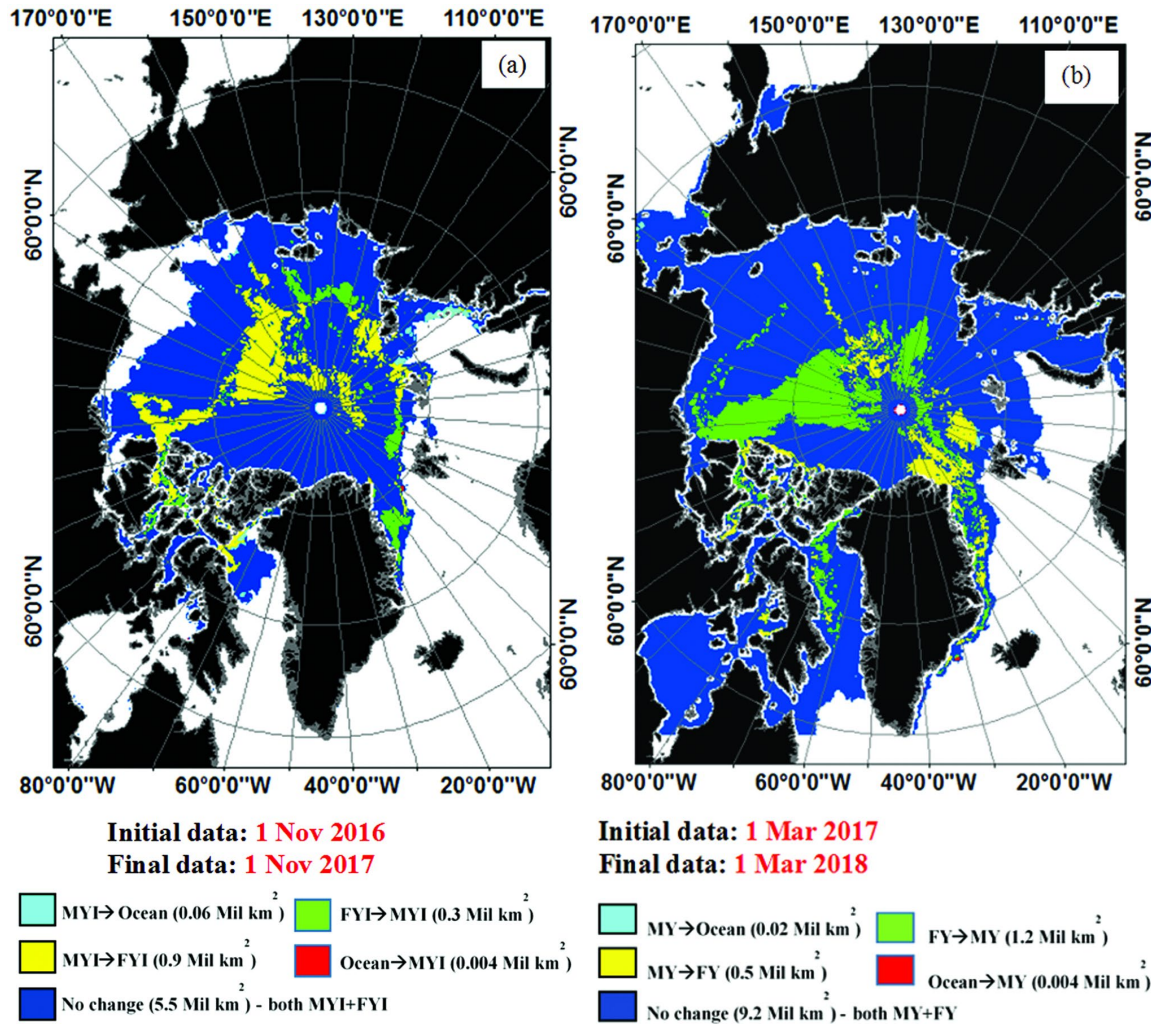 170°0'0"E 150°0'0"E 130°0'0"E 110°0'0"E
(a)
60°0'0"N
60°0'0"N
60°0'0"N
60°0'0"N
80°0'0"W 60°0'0"W 40°0'0"W 20°0'0"W
Initial data: 1 Nov 2016
Final data: 1 Nov 2017
MYI→Ocean (0.06 Mil km²) FYI→MYI (0.3 Mil km²)
MYI→FYI (0.9 Mil km²) Ocean→MYI (0.004 Mil km²)
No change (5.5 Mil km²) - both MYI+FYI
170°0'0"E 150°0'0"E 130°0'0"E 110°0'0"E
(b)
60°0'0"N
60°0'0"N
60°0'0"N
60°0'0"N
80°0'0"W 60°0'0"W 40°0'0"W 20°0'0"W
Initial data: 1 Mar 2017
Final data: 1 Mar 2018
MY→Ocean (0.02 Mil km²) FY→MY (1.2 Mil km²)
MY→FY (0.5 Mil km²) Ocean→MY (0.004 Mil km²)
No change (9.2 Mil km²) - both MY+FY